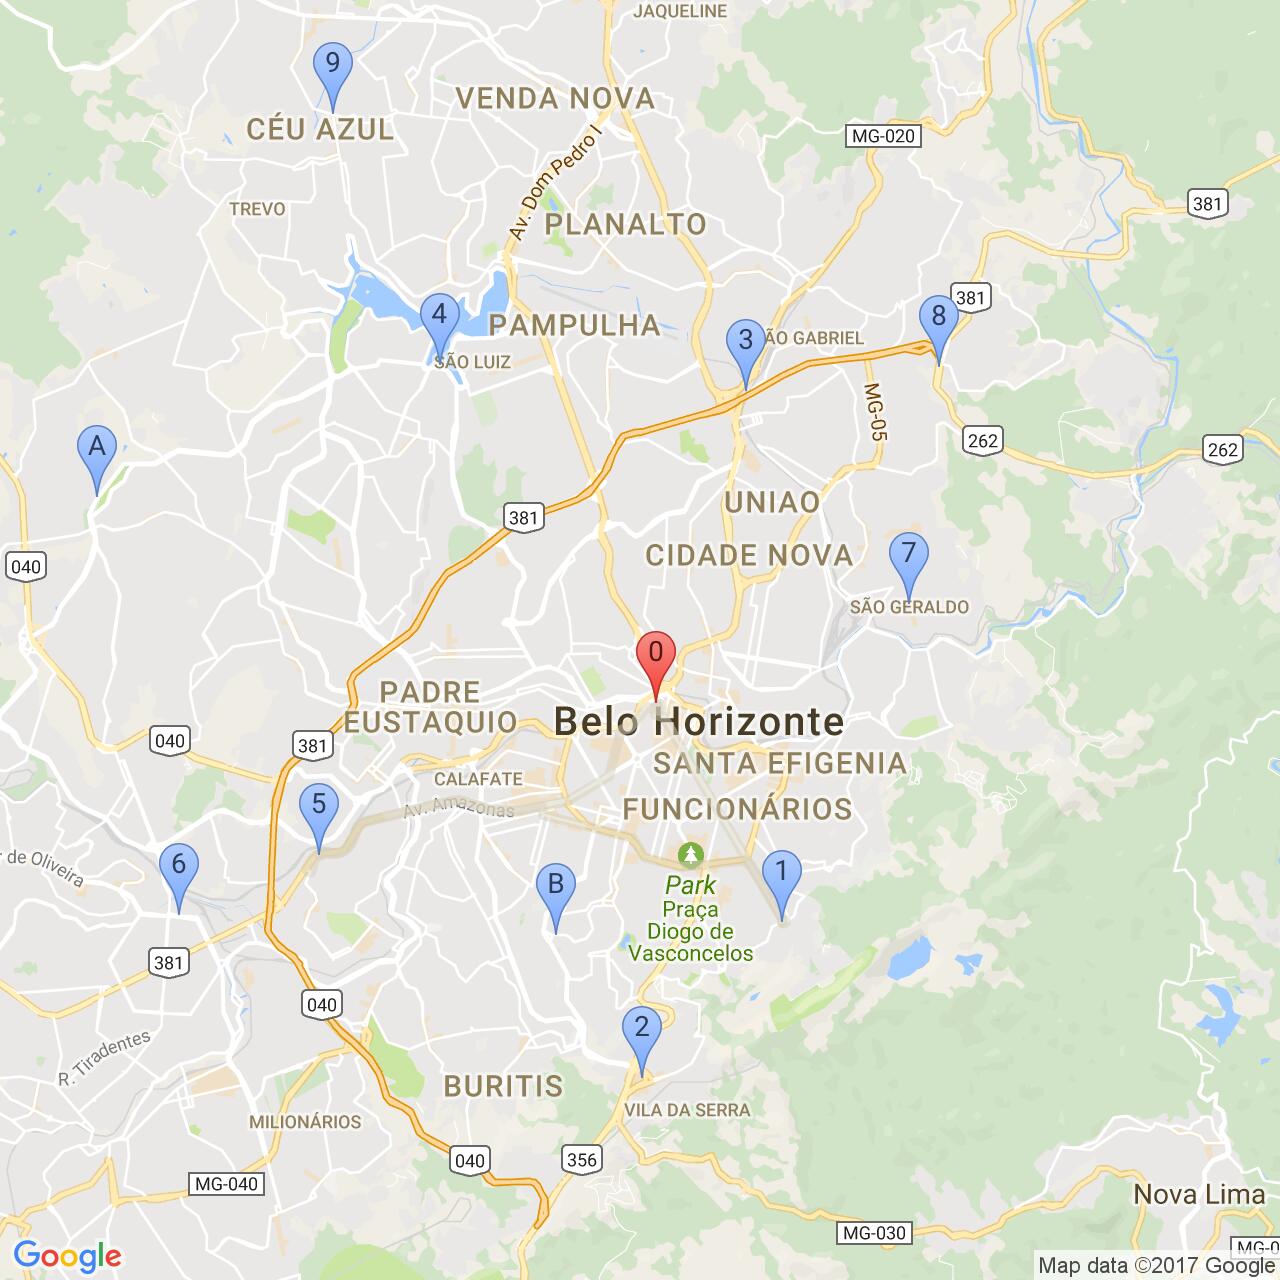 JAQUELINE
9
VENDA NOVA
CÉU AZUL
MG-020
Av. Dom Pedro I
TREVO
381
PLANALTO
381
4
PAMPULHA
8
3
ÃO GABRIEL
SÃO LUIZ
MG-05
A
262
262
UNIAO
381
CIDADE NOVA
7
040
SÃO GERALDO
0
PADRE
EUSTAQUIO
Belo Horizonte
040
381
SANTA EFIGENIA
CALAFATE
5
Av. Amazonas
FUNCIONÁRIOS
r de Oliveira
6
1
B
Park
Praça
Diogo de
Vasconcelos
381
040
2
R. Tiradentes
BURITIS
VILA DA SERRA
MILIONÁRIOS
040
356
MG-040
Nova Lima
MG-030
MG-0
Google
Map data ©2017 Google